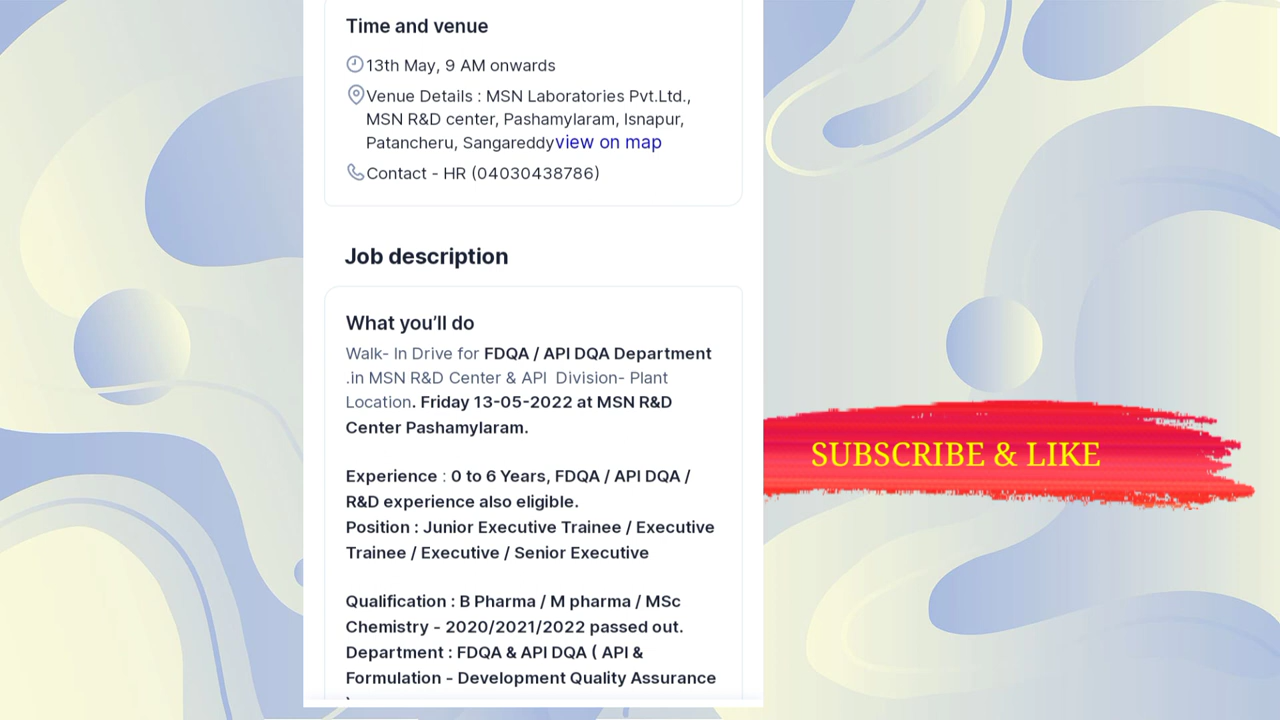 Time and venue
13th May, 9 AM onwards
Venue Details : MSN Laboratories Pvt.Ltd.,
MSN R&D center, Pashamylaram, Isnapur,
Patancheru, Sangareddyview on map
Contact - HR (04030438786)
Job description
What you’ll do
Walk- In Drive for FDQA / API DQA Department
.in MSN R&D Center & API  Division- Plant
Location. Friday 13-05-2022 at MSN R&D
Center Pashamylaram.
Experience : 0 to 6 Years, FDQA / API DQA /
R&D experience also eligible.
Position : Junior Executive Trainee / Executive
Trainee / Executive / Senior Executive
Qualification : B Pharma / M pharma / MSc
Chemistry - 2020/2021/2022 passed out.
Department : FDQA & API DQA ( API &
Formulation - Development Quality Assurance
SUBSCRIBE & LIKE